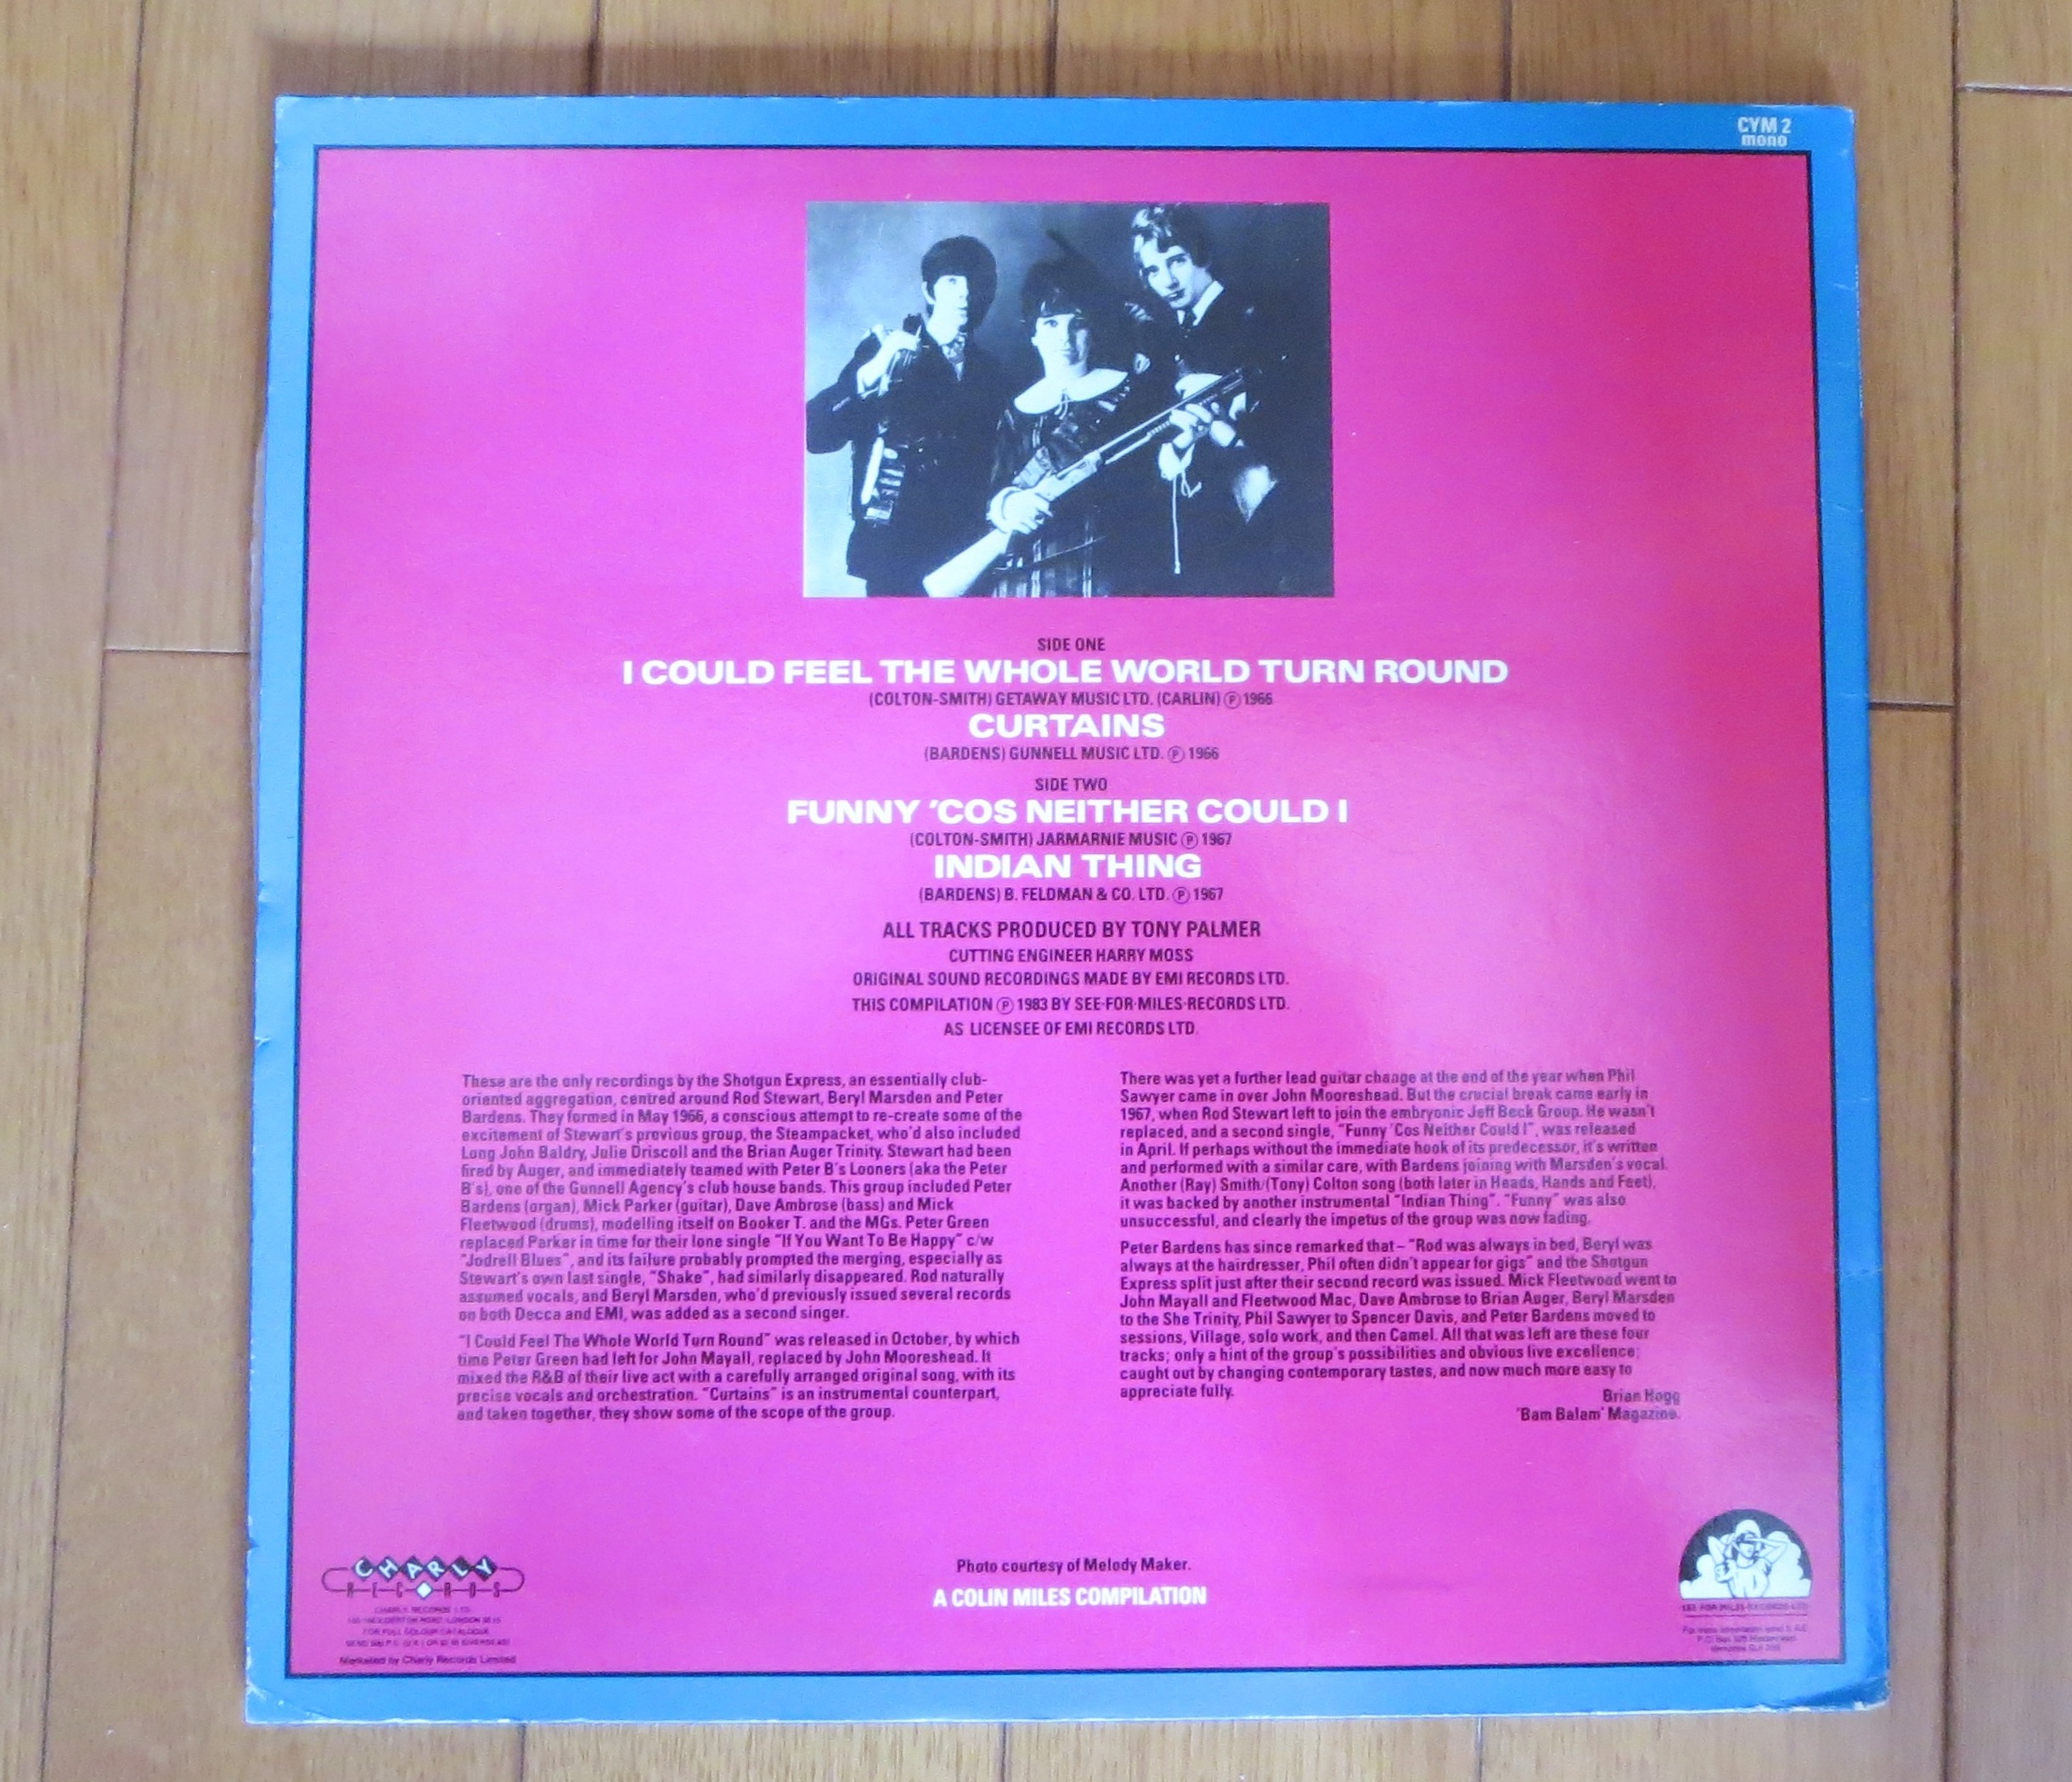 CYM 2
mono
SIDE ONE
I COULD FEEL THE WHOLE WORLD TURN ROUND
(COLTON-SMITH) GETAWAY MUSIC LTD. (CARLIN) ℗ 1966
CURTAINS
(BARDENS) GUNNELL MUSIC LTD. ℗ 1966
SIDE TWO
FUNNY 'COS NEITHER COULD I
(COLTON-SMITH) JARMARNIE MUSIC ℗ 1967
INDIAN THING
(BARDENS) B. FELDMAN & CO. LTD. ℗ 1967
ALL TRACKS PRODUCED BY TONY PALMER
CUTTING ENGINEER HARRY MOSS
ORIGINAL SOUND RECORDINGS MADE BY EMI RECORDS LTD.
THIS COMPILATION ℗ 1983 BY SEE·FOR·MILES·RECORDS LTD.
AS LICENSEE OF EMI RECORDS LTD.
These are the only recordings by the Shotgun Express, an essentially club-
oriented aggregation, centred around Rod Stewart, Beryl Marsden and Peter
Bardens. They formed in May 1966, a conscious attempt to re-create some of the
excitement of Stewart's previous group, the Steampacket, who'd also included
Long John Baldry, Julie Driscoll and the Brian Auger Trinity. Stewart had been
fired by Auger, and immediately teamed with Peter B's Looners (aka the Peter
B's), one of the Gunnell Agency's club house bands. This group included Peter
Bardens (organ), Mick Parker (guitar), Dave Ambrose (bass) and Mick
Fleetwood (drums), modelling itself on Booker T. and the MGs. Peter Green
replaced Parker in time for their lone single "If You Want To Be Happy" c/w
"Jodrell Blues", and its failure probably prompted the merging, especially as
Stewart's own last single, "Shake", had similarly disappeared. Rod naturally
assumed vocals, and Beryl Marsden, who'd previously issued several records
on both Decca and EMI, was added as a second singer.
"I Could Feel The Whole World Turn Round" was released in October, by which
time Peter Green had left for John Mayall, replaced by John Mooreshead. It
mixed the R&B of their live act with a carefully arranged original song, with its
precise vocals and orchestration. "Curtains" is an instrumental counterpart,
and taken together, they show some of the scope of the group.
There was yet a further lead guitar change at the end of the year when Phil
Sawyer came in over John Mooreshead. But the crucial break came early in
1967, when Rod Stewart left to join the embryonic Jeff Beck Group. He wasn't
replaced, and a second single, "Funny 'Cos Neither Could I", was released
in April. If perhaps without the immediate hook of its predecessor, it's written
and performed with a similar care, with Bardens joining with Marsden's vocal.
Another (Ray) Smith/(Tony) Colton song (both later in Heads, Hands and Feet),
it was backed by another instrumental "Indian Thing". "Funny" was also
unsuccessful, and clearly the impetus of the group was now fading.
Peter Bardens has since remarked that – "Rod was always in bed, Beryl was
always at the hairdresser, Phil often didn't appear for gigs" and the Shotgun
Express split just after their second record was issued. Mick Fleetwood went to
John Mayall and Fleetwood Mac, Dave Ambrose to Brian Auger, Beryl Marsden
to the She Trinity, Phil Sawyer to Spencer Davis, and Peter Bardens moved to
sessions, Village, solo work, and then Camel. All that was left are these four
tracks; only a hint of the group's possibilities and obvious live excellence;
caught out by changing contemporary tastes, and now much more easy to
appreciate fully.
Brian Hogg
'Bam Balam' Magazine.
Photo courtesy of Melody Maker.
A COLIN MILES COMPILATION
CHARLY
RECORDS
CHARLY RECORDS LTD
FOR FULL COLOUR CATALOGUE
Marketed by Charly Records Limited
SEE FOR MILES RECORDS LTD